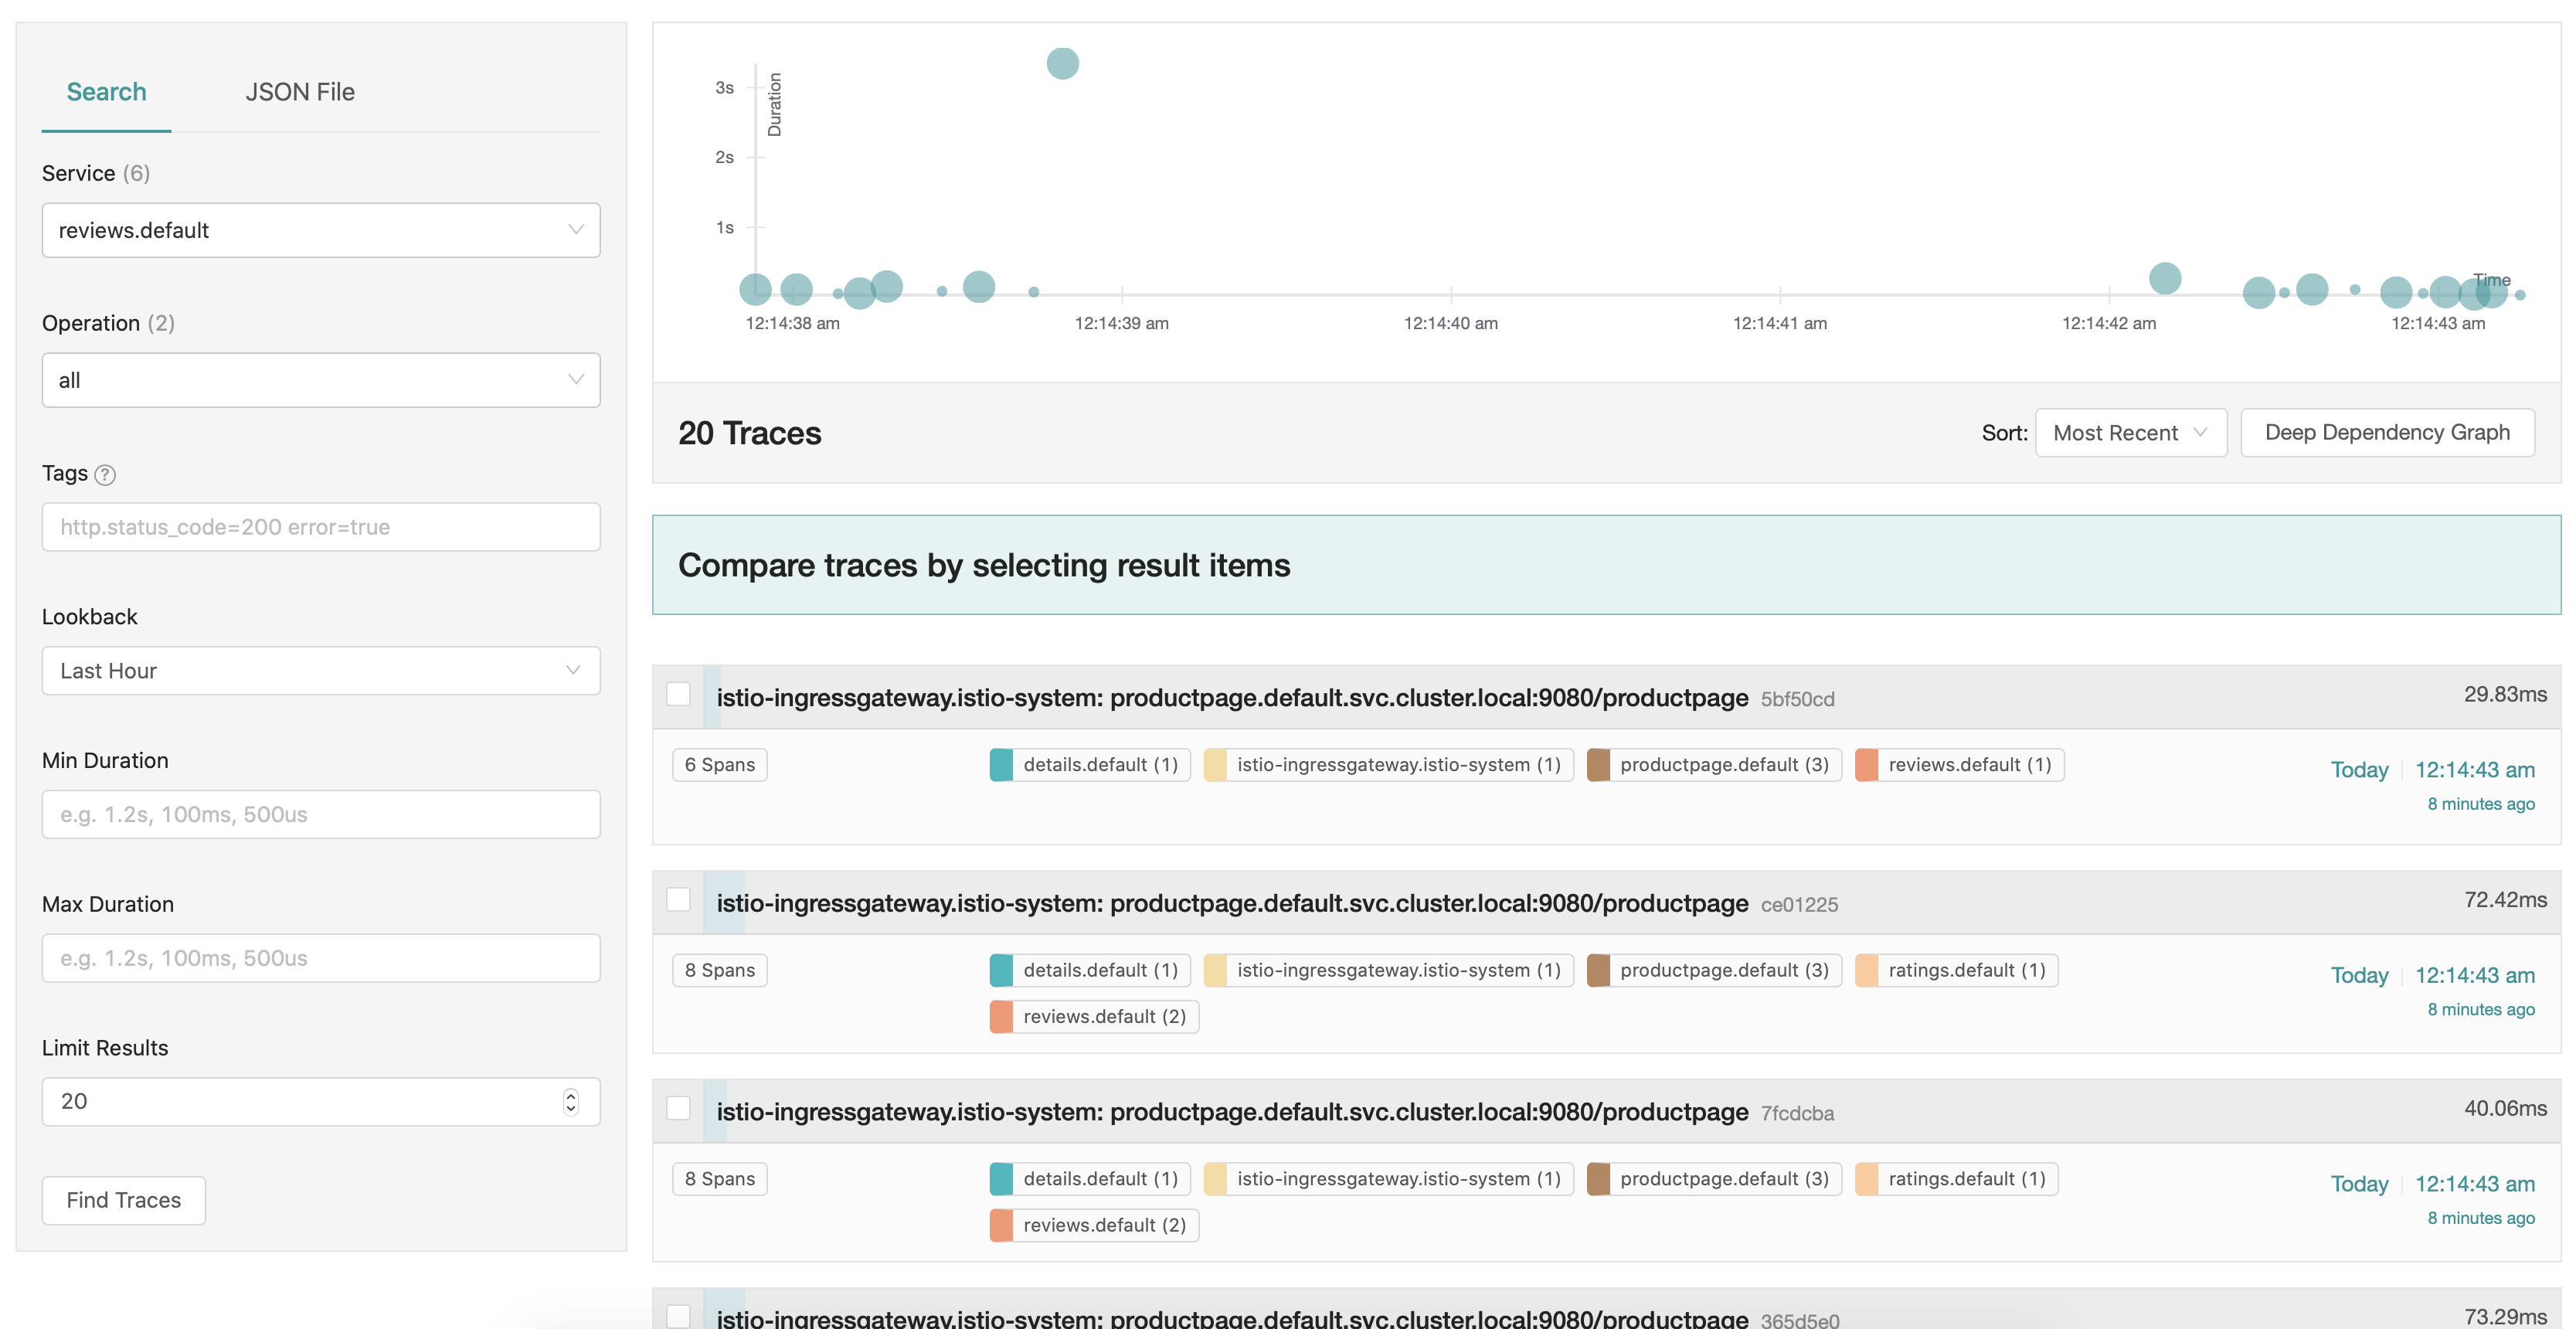 Search JSON File
Service (6)
reviews.default
Operation (2)
all
Tags ?
http.status_code=200 error=true
Lookback
Last Hour
Min Duration
e.g. 1.2s, 100ms, 500us
Max Duration
e.g. 1.2s, 100ms, 500us
Limit Results
20
Find Traces
Duration
3s
2s
1s
Time
12:14:38 am 12:14:39 am 12:14:40 am 12:14:41 am 12:14:42 am 12:14:43 am
20 Traces
Sort: Most Recent Deep Dependency Graph
Compare traces by selecting result items
istio-ingressgateway.istio-system: productpage.default.svc.cluster.local:9080/productpage 5bf50cd 29.83ms
6 Spans details.default (1) istio-ingressgateway.istio-system (1) productpage.default (3) reviews.default (1) Today 12:14:43 am
8 minutes ago
istio-ingressgateway.istio-system: productpage.default.svc.cluster.local:9080/productpage ce01225 72.42ms
8 Spans details.default (1) istio-ingressgateway.istio-system (1) productpage.default (3) ratings.default (1) Today 12:14:43 am
reviews.default (2) 8 minutes ago
istio-ingressgateway.istio-system: productpage.default.svc.cluster.local:9080/productpage 7fcdcba 40.06ms
8 Spans details.default (1) istio-ingressgateway.istio-system (1) productpage.default (3) ratings.default (1) Today 12:14:43 am
reviews.default (2) 8 minutes ago
istio-ingressgateway.istio-system: productpage.default.svc.cluster.local:9080/productpage 365d5e0 73.29ms